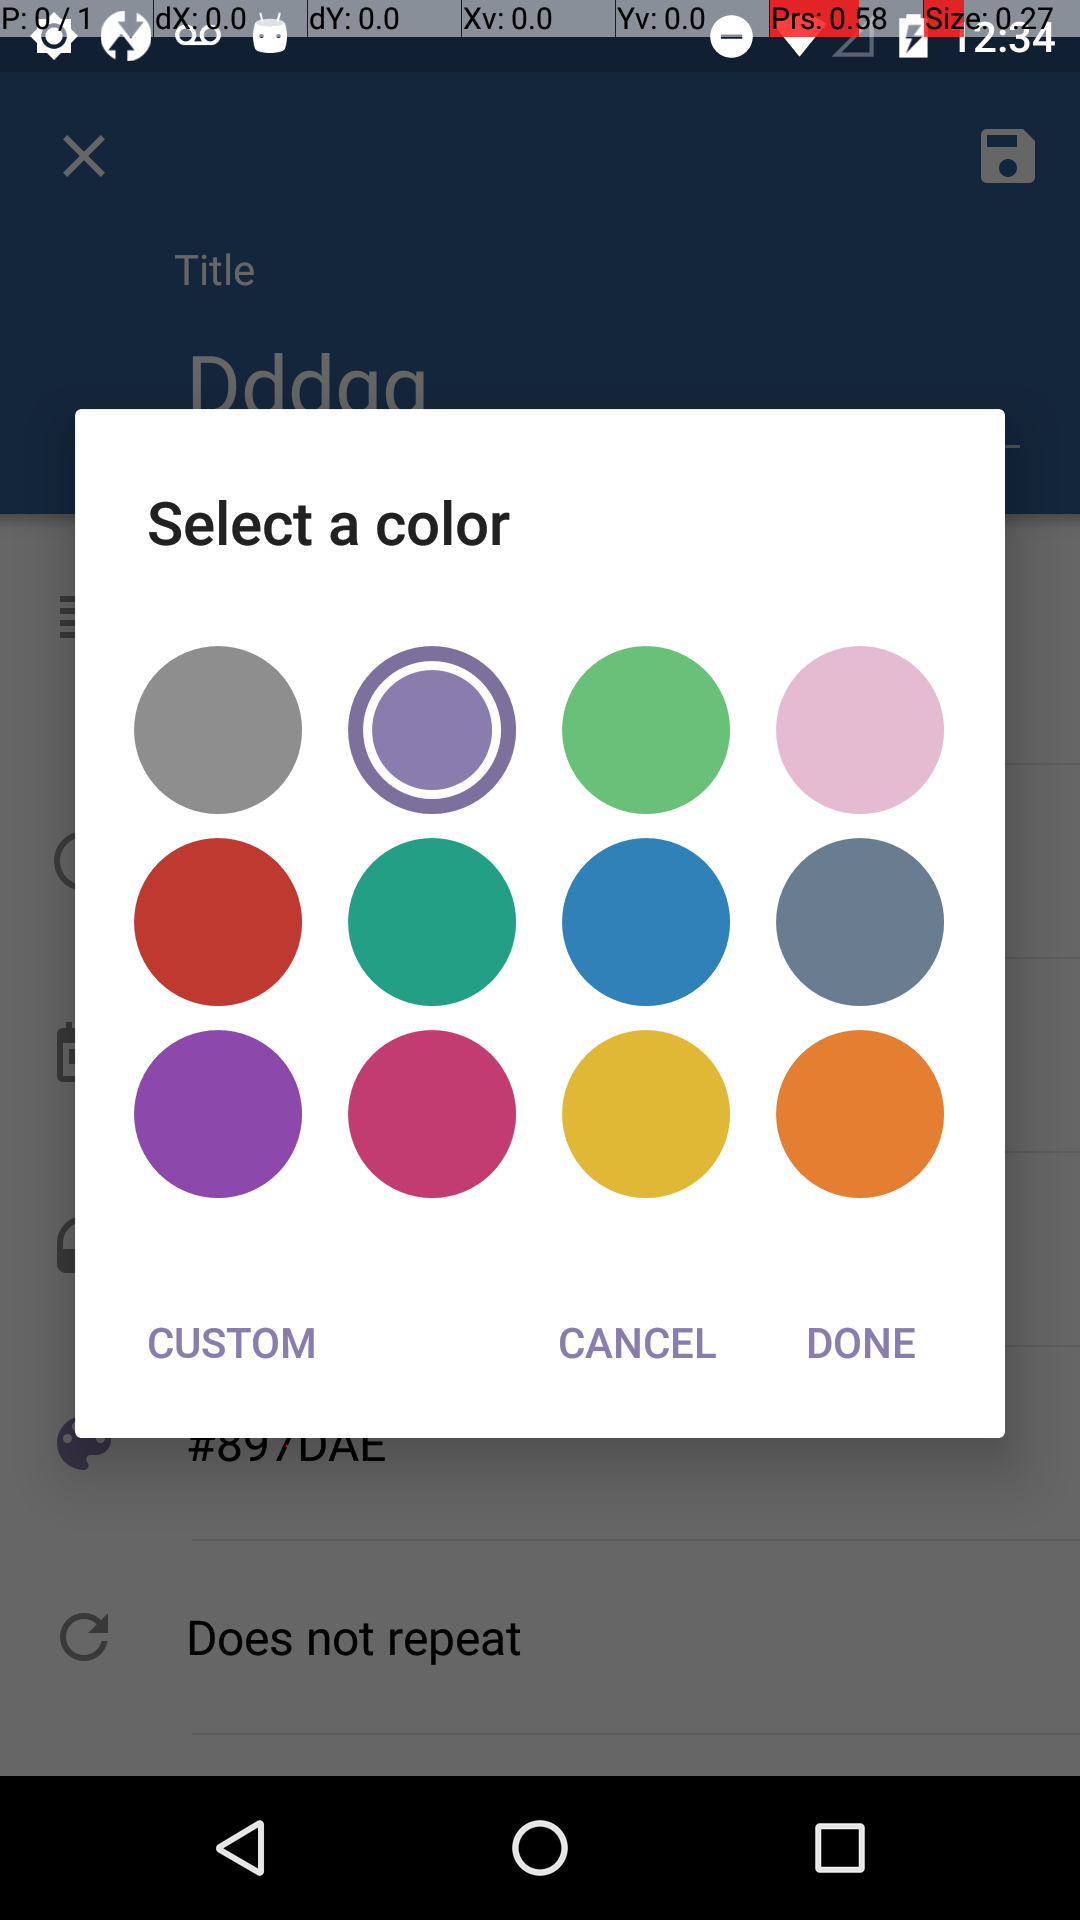 P: 0 / 1 dX: 0.0 dY: 0.0 Xv: 0.0 Yv: 0.0 Prs: 0.58 Size: 0.27
12:34
Title
Dddgg
Select a color
CUSTOM CANCEL DONE
#897DAE
Does not repeat